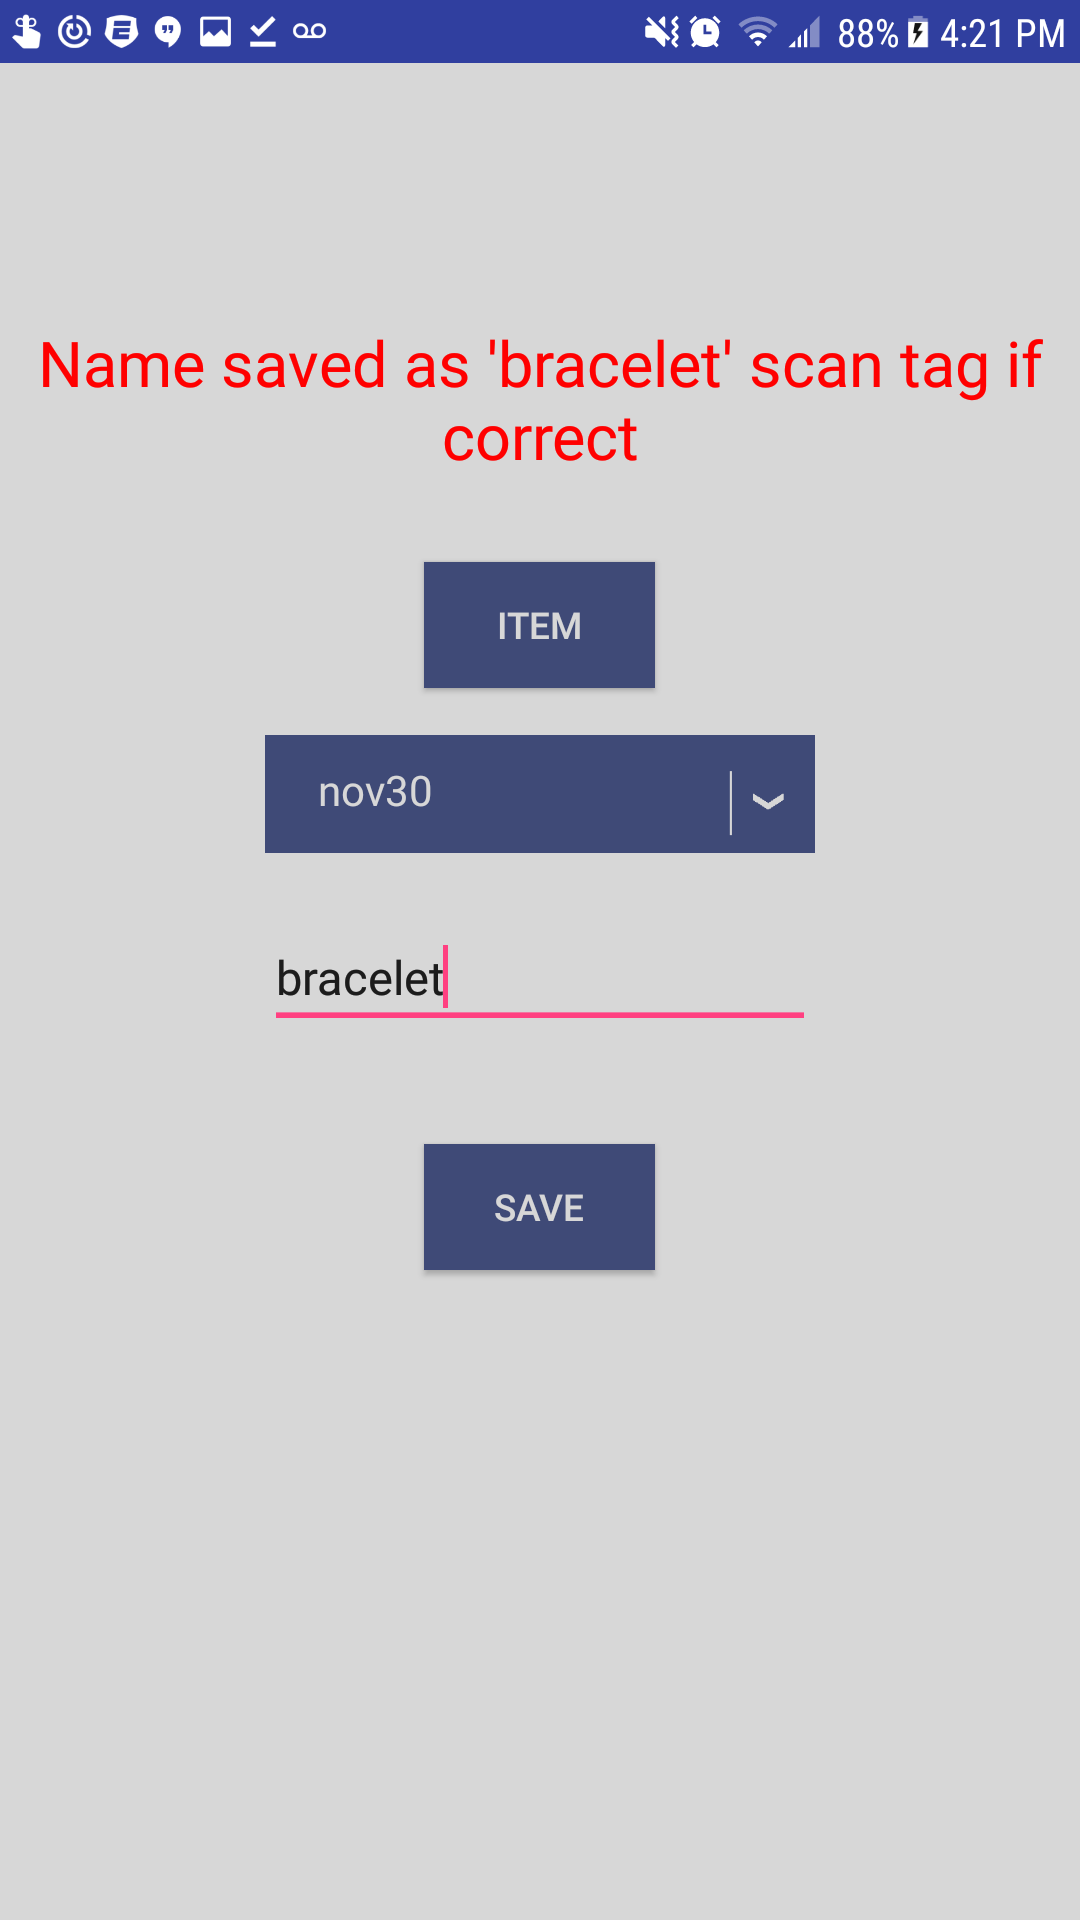 88% 4:21 PM
Name saved as 'bracelet' scan tag if
correct
ITEM
nov30
bracelet
SAVE